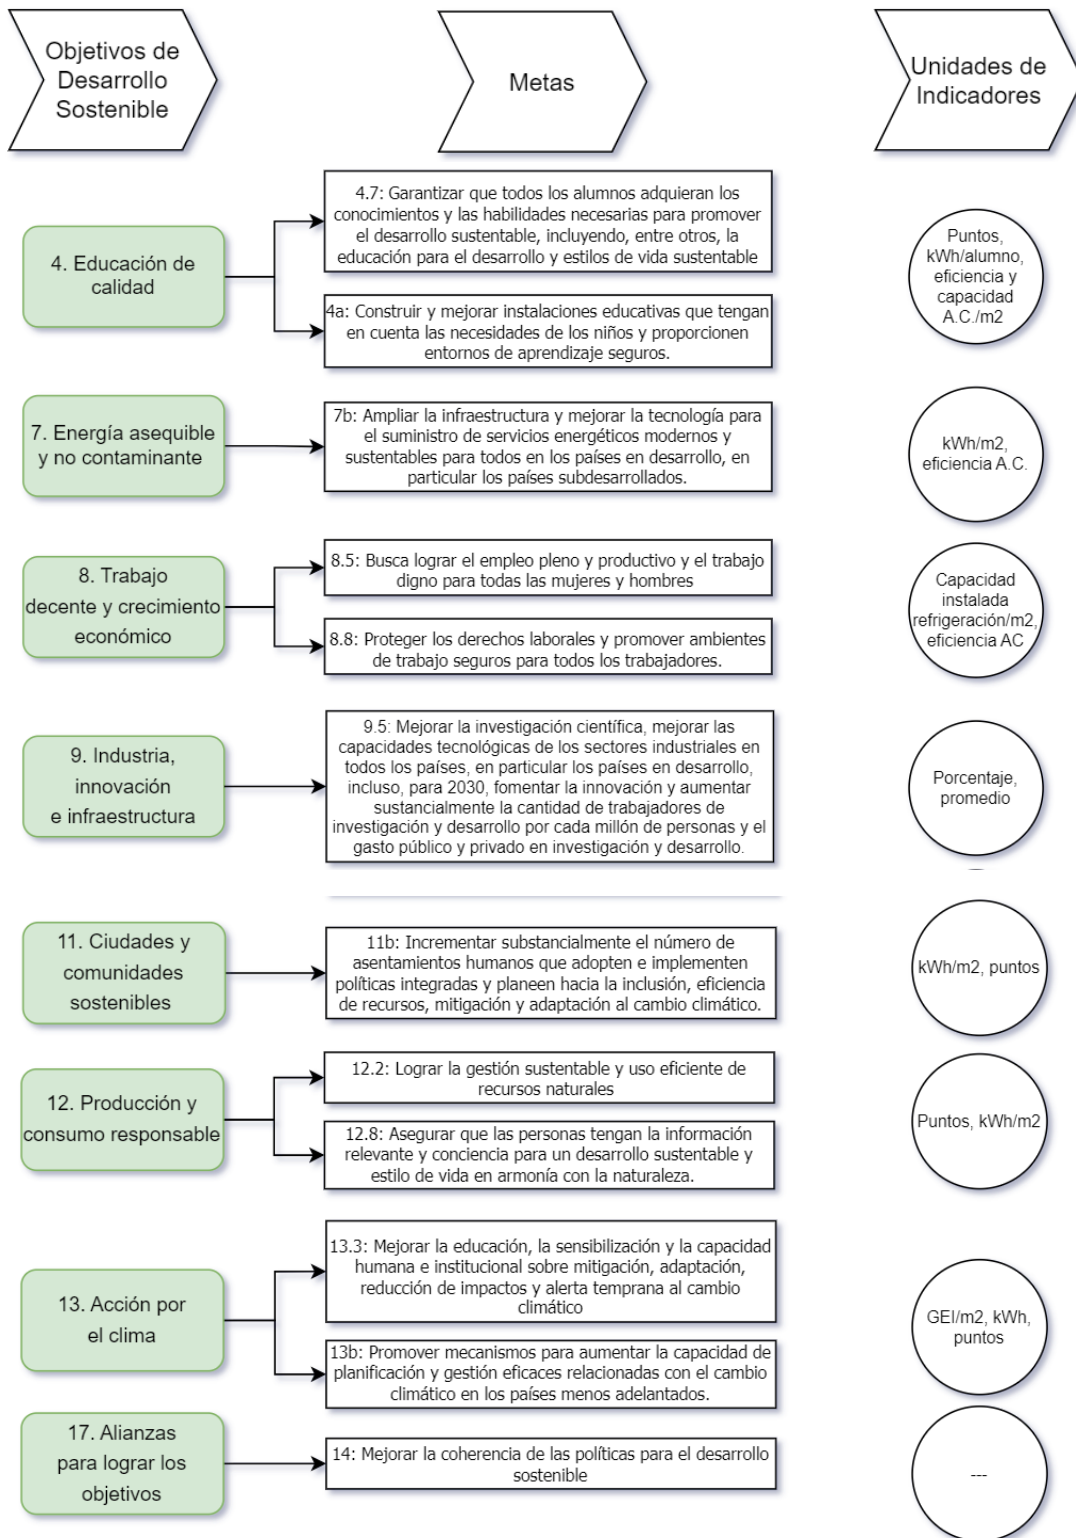 Objetivos de
Desarrollo
Sostenible
Metas
Unidades de
Indicadores
4. Educación de
calidad
4.7: Garantizar que todos los alumnos adquieran los
conocimientos y las habilidades necesarias para promover
el desarrollo sustentable, incluyendo, entre otros, la
educación para el desarrollo y estilos de vida sustentable
4a: Construir y mejorar instalaciones educativas que tengan
en cuenta las necesidades de los niños y proporcionen
entornos de aprendizaje seguros.
Puntos,
kWh/alumno,
eficiencia y
capacidad
A.C./m2
7. Energía asequible
y no contaminante
7b: Ampliar la infraestructura y mejorar la tecnología para
el suministro de servicios energéticos modernos y
sustentables para todos en los países en desarrollo, en
particular los países subdesarrollados.
kWh/m2,
eficiencia A.C.
8. Trabajo
decente y crecimiento
económico
8.5: Busca lograr el empleo pleno y productivo y el trabajo
digno para todas las mujeres y hombres
8.8: Proteger los derechos laborales y promover ambientes
de trabajo seguros para todos los trabajadores.
Capacidad
instalada
refrigeración/m2,
eficiencia AC
9. Industria,
innovación
e infraestructura
9.5: Mejorar la investigación científica, mejorar las
capacidades tecnológicas de los sectores industriales en
todos los países, en particular los países en desarrollo,
incluso, para 2030, fomentar la innovación y aumentar
sustancialmente la cantidad de trabajadores de
investigación y desarrollo por cada millón de personas y el
gasto público y privado en investigación y desarrollo.
Porcentaje,
promedio
11. Ciudades y
comunidades
sostenibles
11b: Incrementar substancialmente el número de
asentamientos humanos que adopten e implementen
políticas integradas y planeen hacia la inclusión, eficiencia
de recursos, mitigación y adaptación al cambio climático.
kWh/m2, puntos
12. Producción y
consumo responsable
12.2: Lograr la gestión sustentable y uso eficiente de
recursos naturales
12.8: Asegurar que las personas tengan la información
relevante y conciencia para un desarrollo sustentable y
estilo de vida en armonía con la naturaleza.
Puntos, kWh/m2
13. Acción por
el clima
13.3: Mejorar la educación, la sensibilización y la capacidad
humana e institucional sobre mitigación, adaptación,
reducción de impactos y alerta temprana al cambio
climático
13b: Promover mecanismos para aumentar la capacidad de
planificación y gestión eficaces relacionadas con el cambio
climático en los países menos adelantados.
GEI/m2, kWh,
puntos
17. Alianzas
para lograr los
objetivos
14: Mejorar la coherencia de las políticas para el desarrollo
sostenible
---